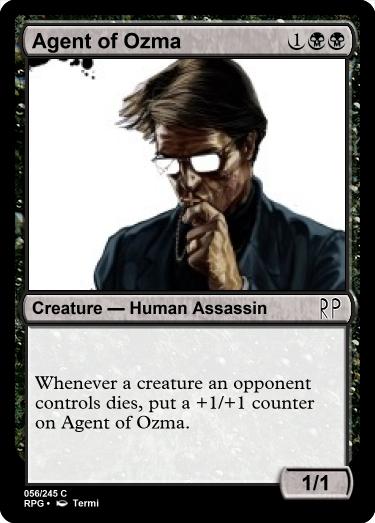 Agent of Ozma 1
Creature — Human Assassin RP
Whenever a creature an opponent
controls dies, put a +1/+1 counter
on Agent of Ozma.
1/1
056/245 C
RPG • Termi